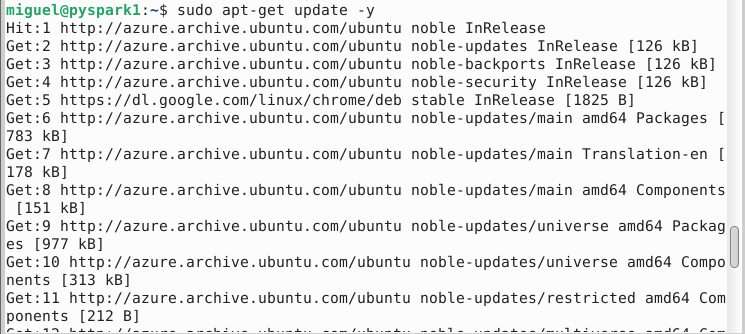 miguel@pyspark1:~$ sudo apt-get update -y
Hit:1 http://azure.archive.ubuntu.com/ubuntu noble InRelease
Get:2 http://azure.archive.ubuntu.com/ubuntu noble-updates InRelease [126 kB]
Get:3 http://azure.archive.ubuntu.com/ubuntu noble-backports InRelease [126 kB]
Get:4 http://azure.archive.ubuntu.com/ubuntu noble-security InRelease [126 kB]
Get:5 https://dl.google.com/linux/chrome/deb stable InRelease [1825 B]
Get:6 http://azure.archive.ubuntu.com/ubuntu noble-updates/main amd64 Packages [
783 kB]
Get:7 http://azure.archive.ubuntu.com/ubuntu noble-updates/main Translation-en [
178 kB]
Get:8 http://azure.archive.ubuntu.com/ubuntu noble-updates/main amd64 Components
 [151 kB]
Get:9 http://azure.archive.ubuntu.com/ubuntu noble-updates/universe amd64 Packag
es [977 kB]
Get:10 http://azure.archive.ubuntu.com/ubuntu noble-updates/universe amd64 Compo
nents [313 kB]
Get:11 http://azure.archive.ubuntu.com/ubuntu noble-updates/restricted amd64 Com
ponents [212 B]